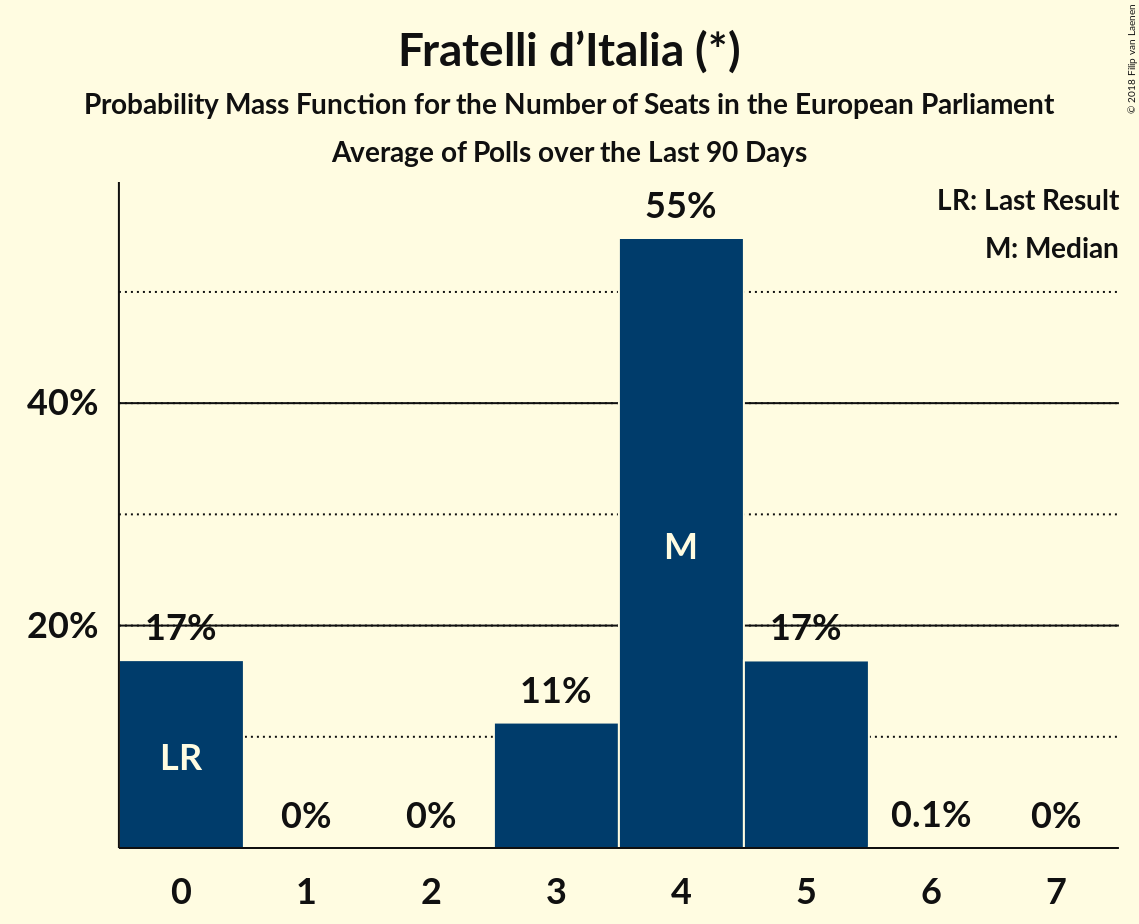 Fratelli d’Italia (*)
Probability Mass Function for the Number of Seats in the European Parliament
Average of Polls over the Last 90 Days
© 2018 Filip van Laenen
LR: Last Result
M: Median
55%
40%
M
20%
17%
17%
11%
LR
0%
0%
0.1%
0%
0 1 2 3 4 5 6 7